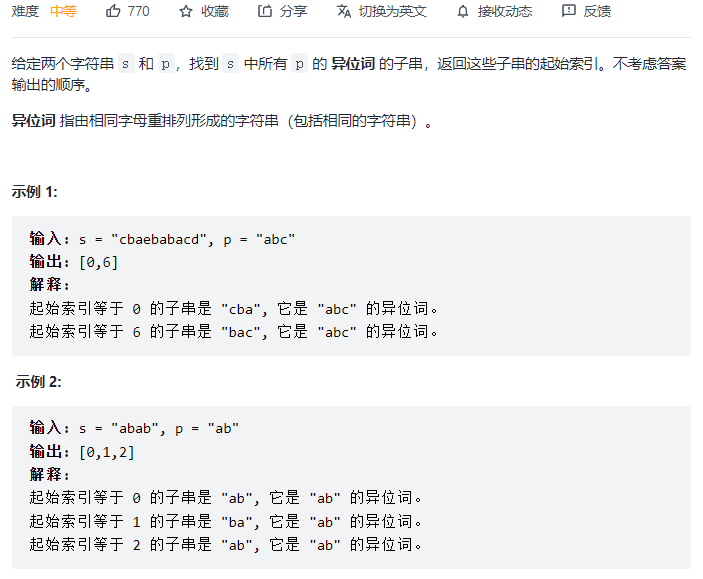 难度 中等 770 收藏 分享 切换为英文 接收动态 反馈
给定两个字符串 s 和 p，找到 s 中所有 p 的 异位词 的子串，返回这些子串的起始索引。不考虑答案
输出的顺序。
异位词 指由相同字母重排列形成的字符串（包括相同的字符串）。
示例 1:
输入: s = "cbaebabacd", p = "abc"
输出: [0,6]
解释:
起始索引等于 0 的子串是 "cba", 它是 "abc" 的异位词。
起始索引等于 6 的子串是 "bac", 它是 "abc" 的异位词。
示例 2:
输入: s = "abab", p = "ab"
输出: [0,1,2]
解释:
起始索引等于 0 的子串是 "ab", 它是 "ab" 的异位词。
起始索引等于 1 的子串是 "ba", 它是 "ab" 的异位词。
起始索引等于 2 的子串是 "ab", 它是 "ab" 的异位词。